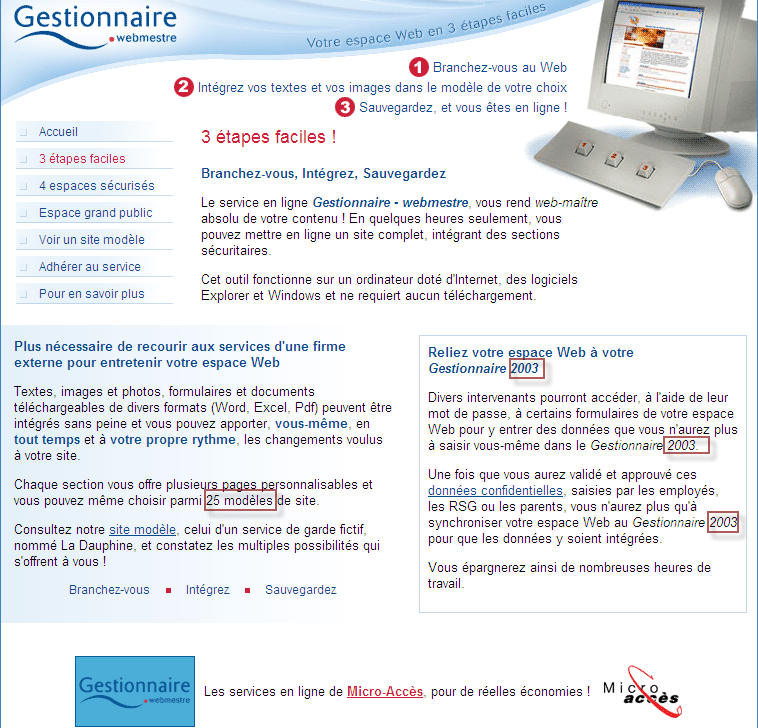 Gestionnaire
webmestre
Votre espace Web en 3 étapes faciles
1 Branchez-vous au Web
2 Intégrez vos textes et vos images dans le modèle de votre choix
3 Sauvegardez, et vous êtes en ligne !
Accueil
3 étapes faciles
4 espaces sécurisés
Espace grand public
Voir un site modèle
Adhérer au service
Pour en savoir plus
3 étapes faciles !
Branchez-vous, Intégrez, Sauvegardez
Le service en ligne Gestionnaire - webmestre, vous rend web-maître
absolu de votre contenu ! En quelques heures seulement, vous
pouvez mettre en ligne un site complet, intégrant des sections
sécuritaires.
Cet outil fonctionne sur un ordinateur doté d'Internet, des logiciels
Explorer et Windows et ne requiert aucun téléchargement.
Plus nécessaire de recourir aux services d'une firme
externe pour entretenir votre espace Web
Textes, images et photos, formulaires et documents
téléchargeables de divers formats (Word, Excel, Pdf) peuvent être
intégrés sans peine et vous pouvez apporter, vous-même, en
tout temps et à votre propre rythme, les changements voulus
à votre site.
Chaque section vous offre plusieurs pages personnalisables et
vous pouvez même choisir parmi 25 modèles de site.
Consultez notre site modèle, celui d'un service de garde fictif,
nommé La Dauphine, et constatez les multiples possibilités qui
s'offrent à vous !
Branchez-vous Intégrez Sauvegardez
Reliez votre espace Web à votre
Gestionnaire 2003
Divers intervenants pourront accéder, à l'aide de leur
mot de passe, à certains formulaires de votre espace
Web pour y entrer des données que vous n'aurez plus
à saisir vous-même dans le Gestionnaire 2003.
Une fois que vous aurez validé et approuvé ces
données confidentielles, saisies par les employés,
les RSG ou les parents, vous n'aurez plus qu'à
synchroniser votre espace Web au Gestionnaire 2003
pour que les données y soient intégrées.
Vous épargnerez ainsi de nombreuses heures de
travail.
Gestionnaire
webmestre
Les services en ligne de Micro-Accès, pour de réelles économies !
Micro
accès